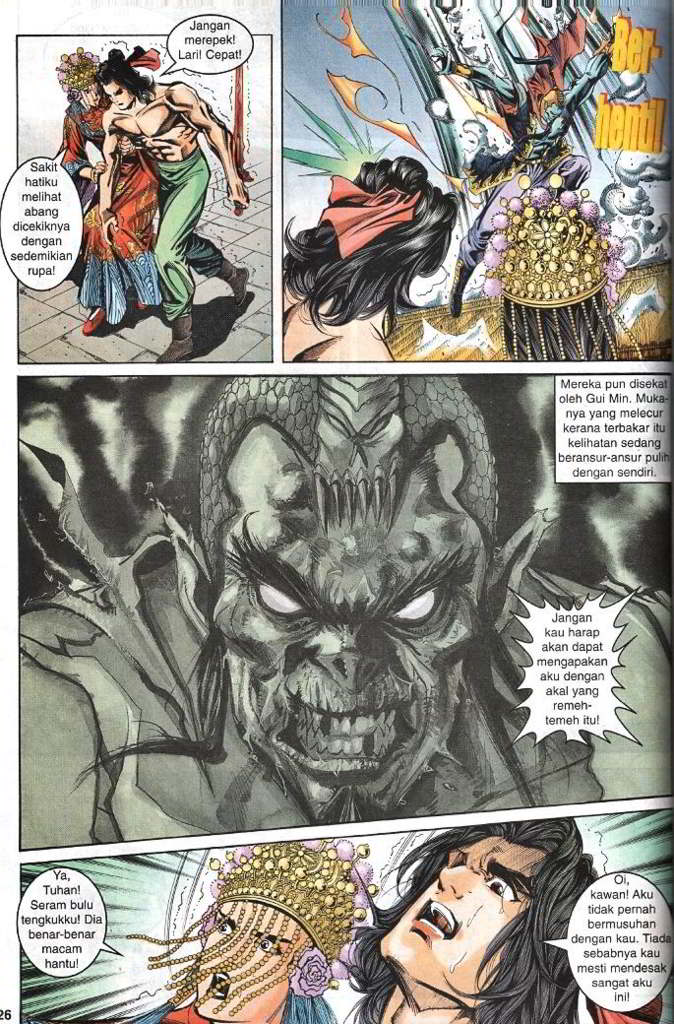 Jangan
merepek!
Lari! Cepat!
Sakit
hatiku
melihat
abang
dicekiknya
dengan
sedemikian
rupa!
Ber-
henti!
Mereka pun disekat
oleh Gui Min. Muka-
nya yang melecur
kerana terbakar itu
kelihatan sedang
beransur-ansur pulih
dengan sendiri.
Jangan
kau harap
akan dapat
mengapakan
aku dengan
akal yang
remeh-
temeh itu!
Ya,
Tuhan!
Seram bulu
tengkukku! Dia
benar-benar
macam
hantu!
Oi,
kawan! Aku
tidak pernah
bermusuhan
dengan kau. Tiada
sebabnya kau
mesti mendesak
sangat aku
ini!
26